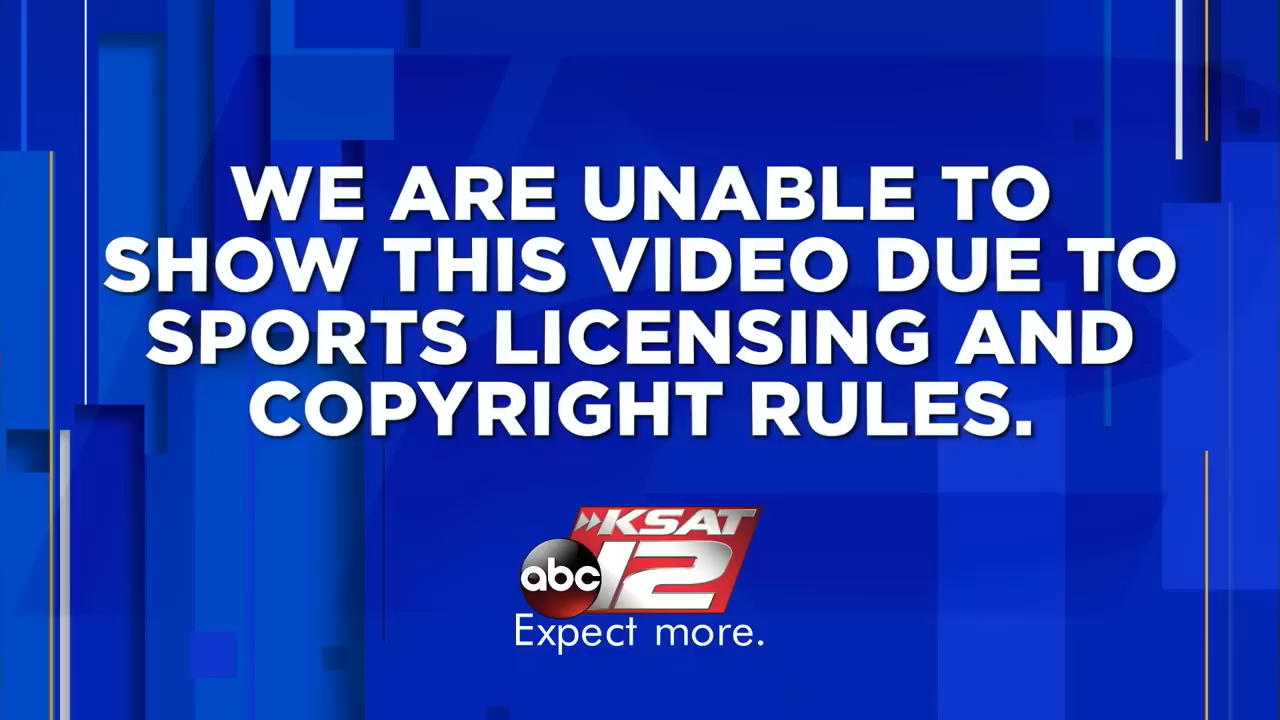 WE ARE UNABLE TO
SHOW THIS VIDEO DUE TO
SPORTS LICENSING AND
COPYRIGHT RULES.
KSAT
abc 12
Expect more.